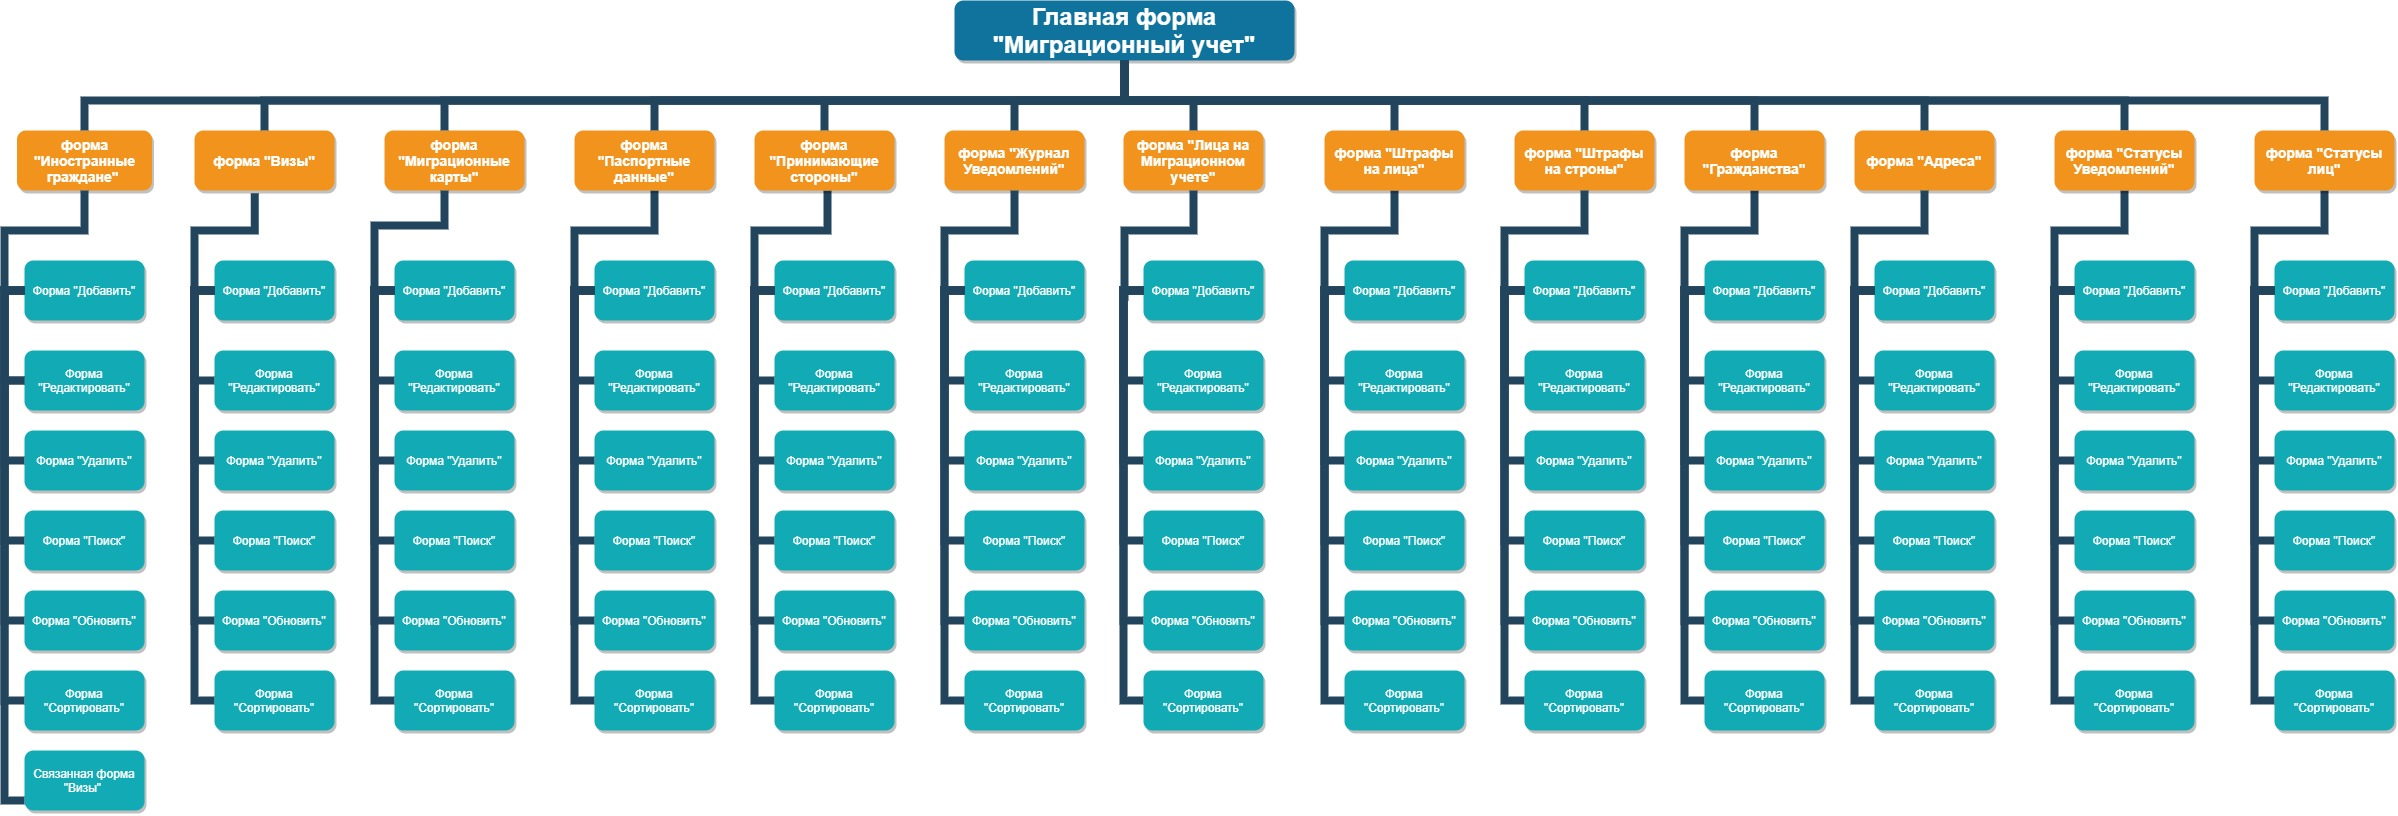 Главная форма
"Миграционный учет"
форма
"Иностранные
граждане"
форма "Визы"
форма
"Миграционные
карты"
форма
"Паспортные
данные"
форма
"Принимающие
стороны"
форма "Журнал
Уведомлений"
форма "Лица на
Миграционном
учете"
форма "Штрафы
на лица"
форма "Штрафы
на строны"
форма
"Гражданства"
форма "Адреса"
форма "Статусы
Уведомлений"
форма "Статусы
лиц"
Форма "Добавить"
Форма "Добавить"
Форма "Добавить"
Форма "Добавить"
Форма "Добавить"
Форма "Добавить"
Форма "Добавить"
Форма "Добавить"
Форма "Добавить"
Форма "Добавить"
Форма "Добавить"
Форма "Добавить"
Форма "Добавить"
Форма
"Редактировать"
Форма
"Редактировать"
Форма
"Редактировать"
Форма
"Редактировать"
Форма
"Редактировать"
Форма
"Редактировать"
Форма
"Редактировать"
Форма
"Редактировать"
Форма
"Редактировать"
Форма
"Редактировать"
Форма
"Редактировать"
Форма
"Редактировать"
Форма
"Редактировать"
Форма "Удалить"
Форма "Удалить"
Форма "Удалить"
Форма "Удалить"
Форма "Удалить"
Форма "Удалить"
Форма "Удалить"
Форма "Удалить"
Форма "Удалить"
Форма "Удалить"
Форма "Удалить"
Форма "Удалить"
Форма "Удалить"
Форма "Поиск"
Форма "Поиск"
Форма "Поиск"
Форма "Поиск"
Форма "Поиск"
Форма "Поиск"
Форма "Поиск"
Форма "Поиск"
Форма "Поиск"
Форма "Поиск"
Форма "Поиск"
Форма "Поиск"
Форма "Поиск"
Форма "Обновить"
Форма "Обновить"
Форма "Обновить"
Форма "Обновить"
Форма "Обновить"
Форма "Обновить"
Форма "Обновить"
Форма "Обновить"
Форма "Обновить"
Форма "Обновить"
Форма "Обновить"
Форма "Обновить"
Форма "Обновить"
Форма
"Сортировать"
Форма
"Сортировать"
Форма
"Сортировать"
Форма
"Сортировать"
Форма
"Сортировать"
Форма
"Сортировать"
Форма
"Сортировать"
Форма
"Сортировать"
Форма
"Сортировать"
Форма
"Сортировать"
Форма
"Сортировать"
Форма
"Сортировать"
Форма
"Сортировать"
Связанная форма
"Визы"